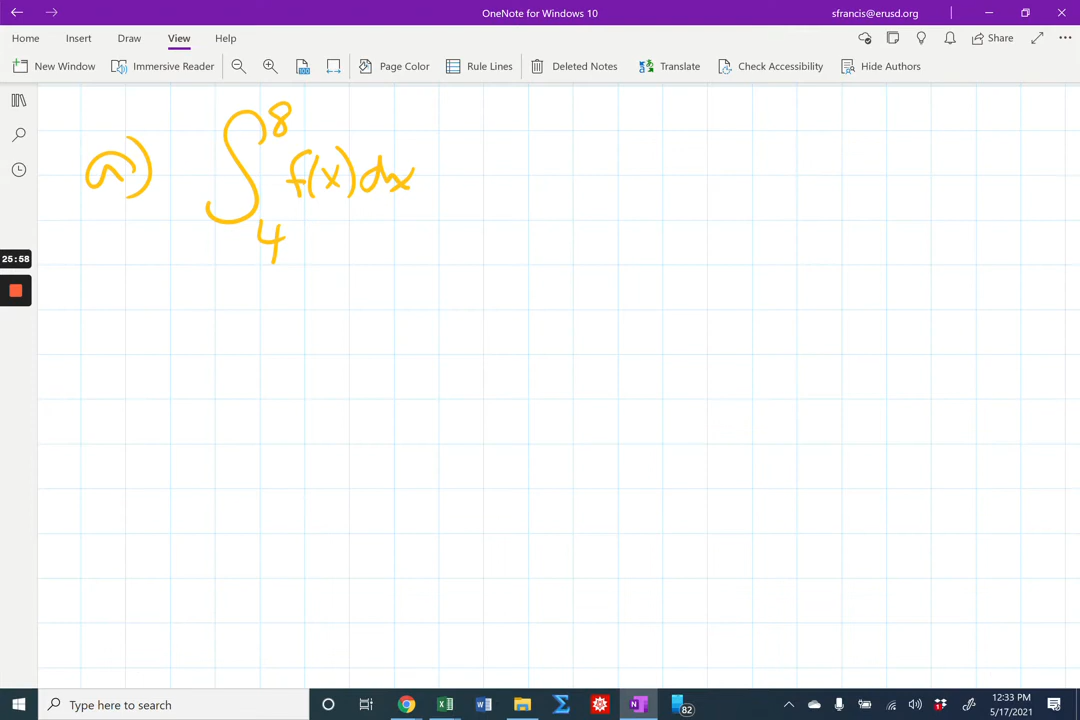 OneNote for Windows 10
sfrancis@erusd.org
Home Insert Draw View Help
Share
New Window Immersive Reader Page Color Rule Lines Deleted Notes Translate Check Accessibility Hide Authors
a) ∫₄⁸ f(x)dx
25:58
Type here to search
82
12:33 PM
5/17/2021